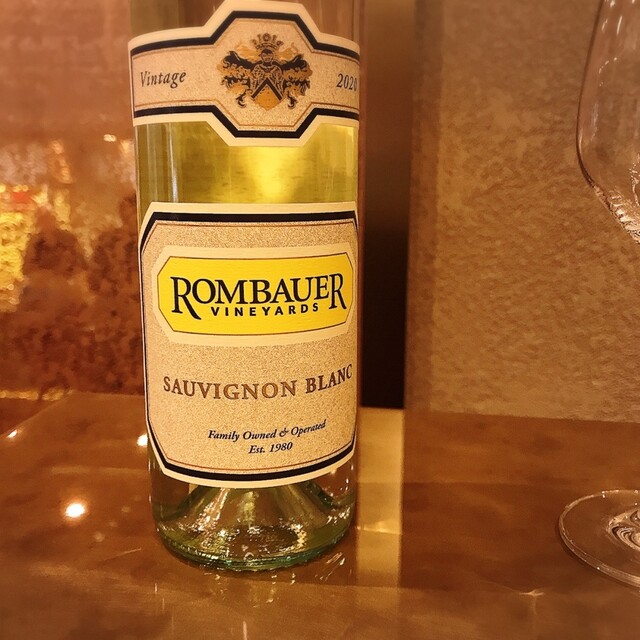 Vintage 2020
ROMBAUER
VINEYARDS
SAUVIGNON BLANC
Family Owned & Operated
Est. 1980